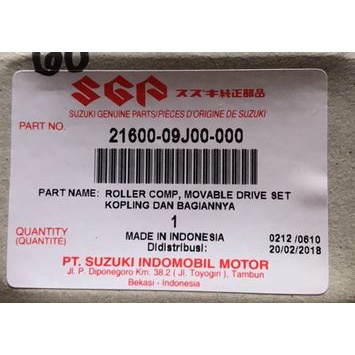 60
SGP スズキ純正部品
SUZUKI GENUINE PARTS/PIÈCES D'ORIGINE DE SUZUKI
PART NO. 21600-09J00-000
PART NAME: ROLLER COMP, MOVABLE DRIVE SET
KOPLING DAN BAGIANNYA
QUANTITY 1
(QUANTITE) MADE IN INDONESIA 0212 /0610
Didistribusi: 20/02/2018
PT. SUZUKI INDOMOBIL MOTOR
Jl. P. Diponegoro Km. 38.2 ( Jl. Toyogiri ), Tambun
Bekasi - Indonesia